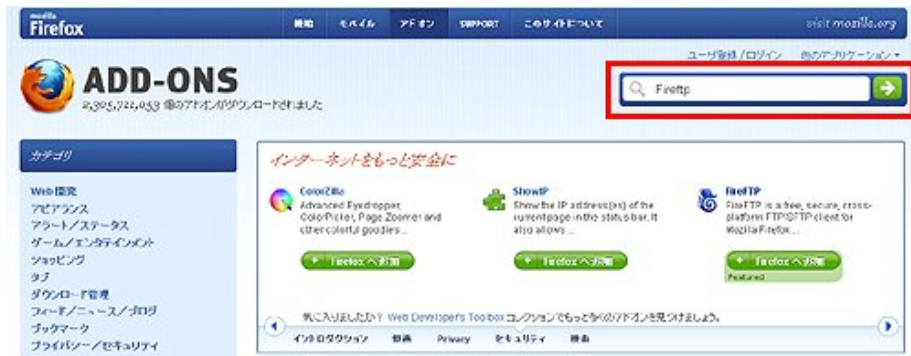 mozilla
Firefox
機能 モバイル アドオン SUPPORT このサイトについて
visit mozilla.org
ユーザ登録/ログイン 他のアプリケーション
ADD-ONS
個のアドオンがダウンロードされました
Fireftp
カテゴリ
Web 開発
アピアランス
アラート/ステータス
ゲーム/エンタテインメント
ショッピング
タブ
ダウンロード管理
フィード/ニュース/ブログ
ブックマーク
プライバシー/セキュリティ
インターネットをもっと安全に
ColorZilla
Advanced Eyedropper,
ColorPicker, Page Zoomer and
other colorful goodies...
Firefox へ追加
ShowIP
Show the IP address(es) of the
current page in the status bar. It
also allows ...
Firefox へ追加
FireFTP
FireFTP is a free, secure, cross-
platform FTP/SFTP client for
Mozilla Firefox ...
Firefox へ追加
Featured
気に入りましたか? Web Developer's Toolbox コレクションでもっと多くのアドオンを見つけましょう。
イントロダクション 動画 Privacy セキュリティ 検索